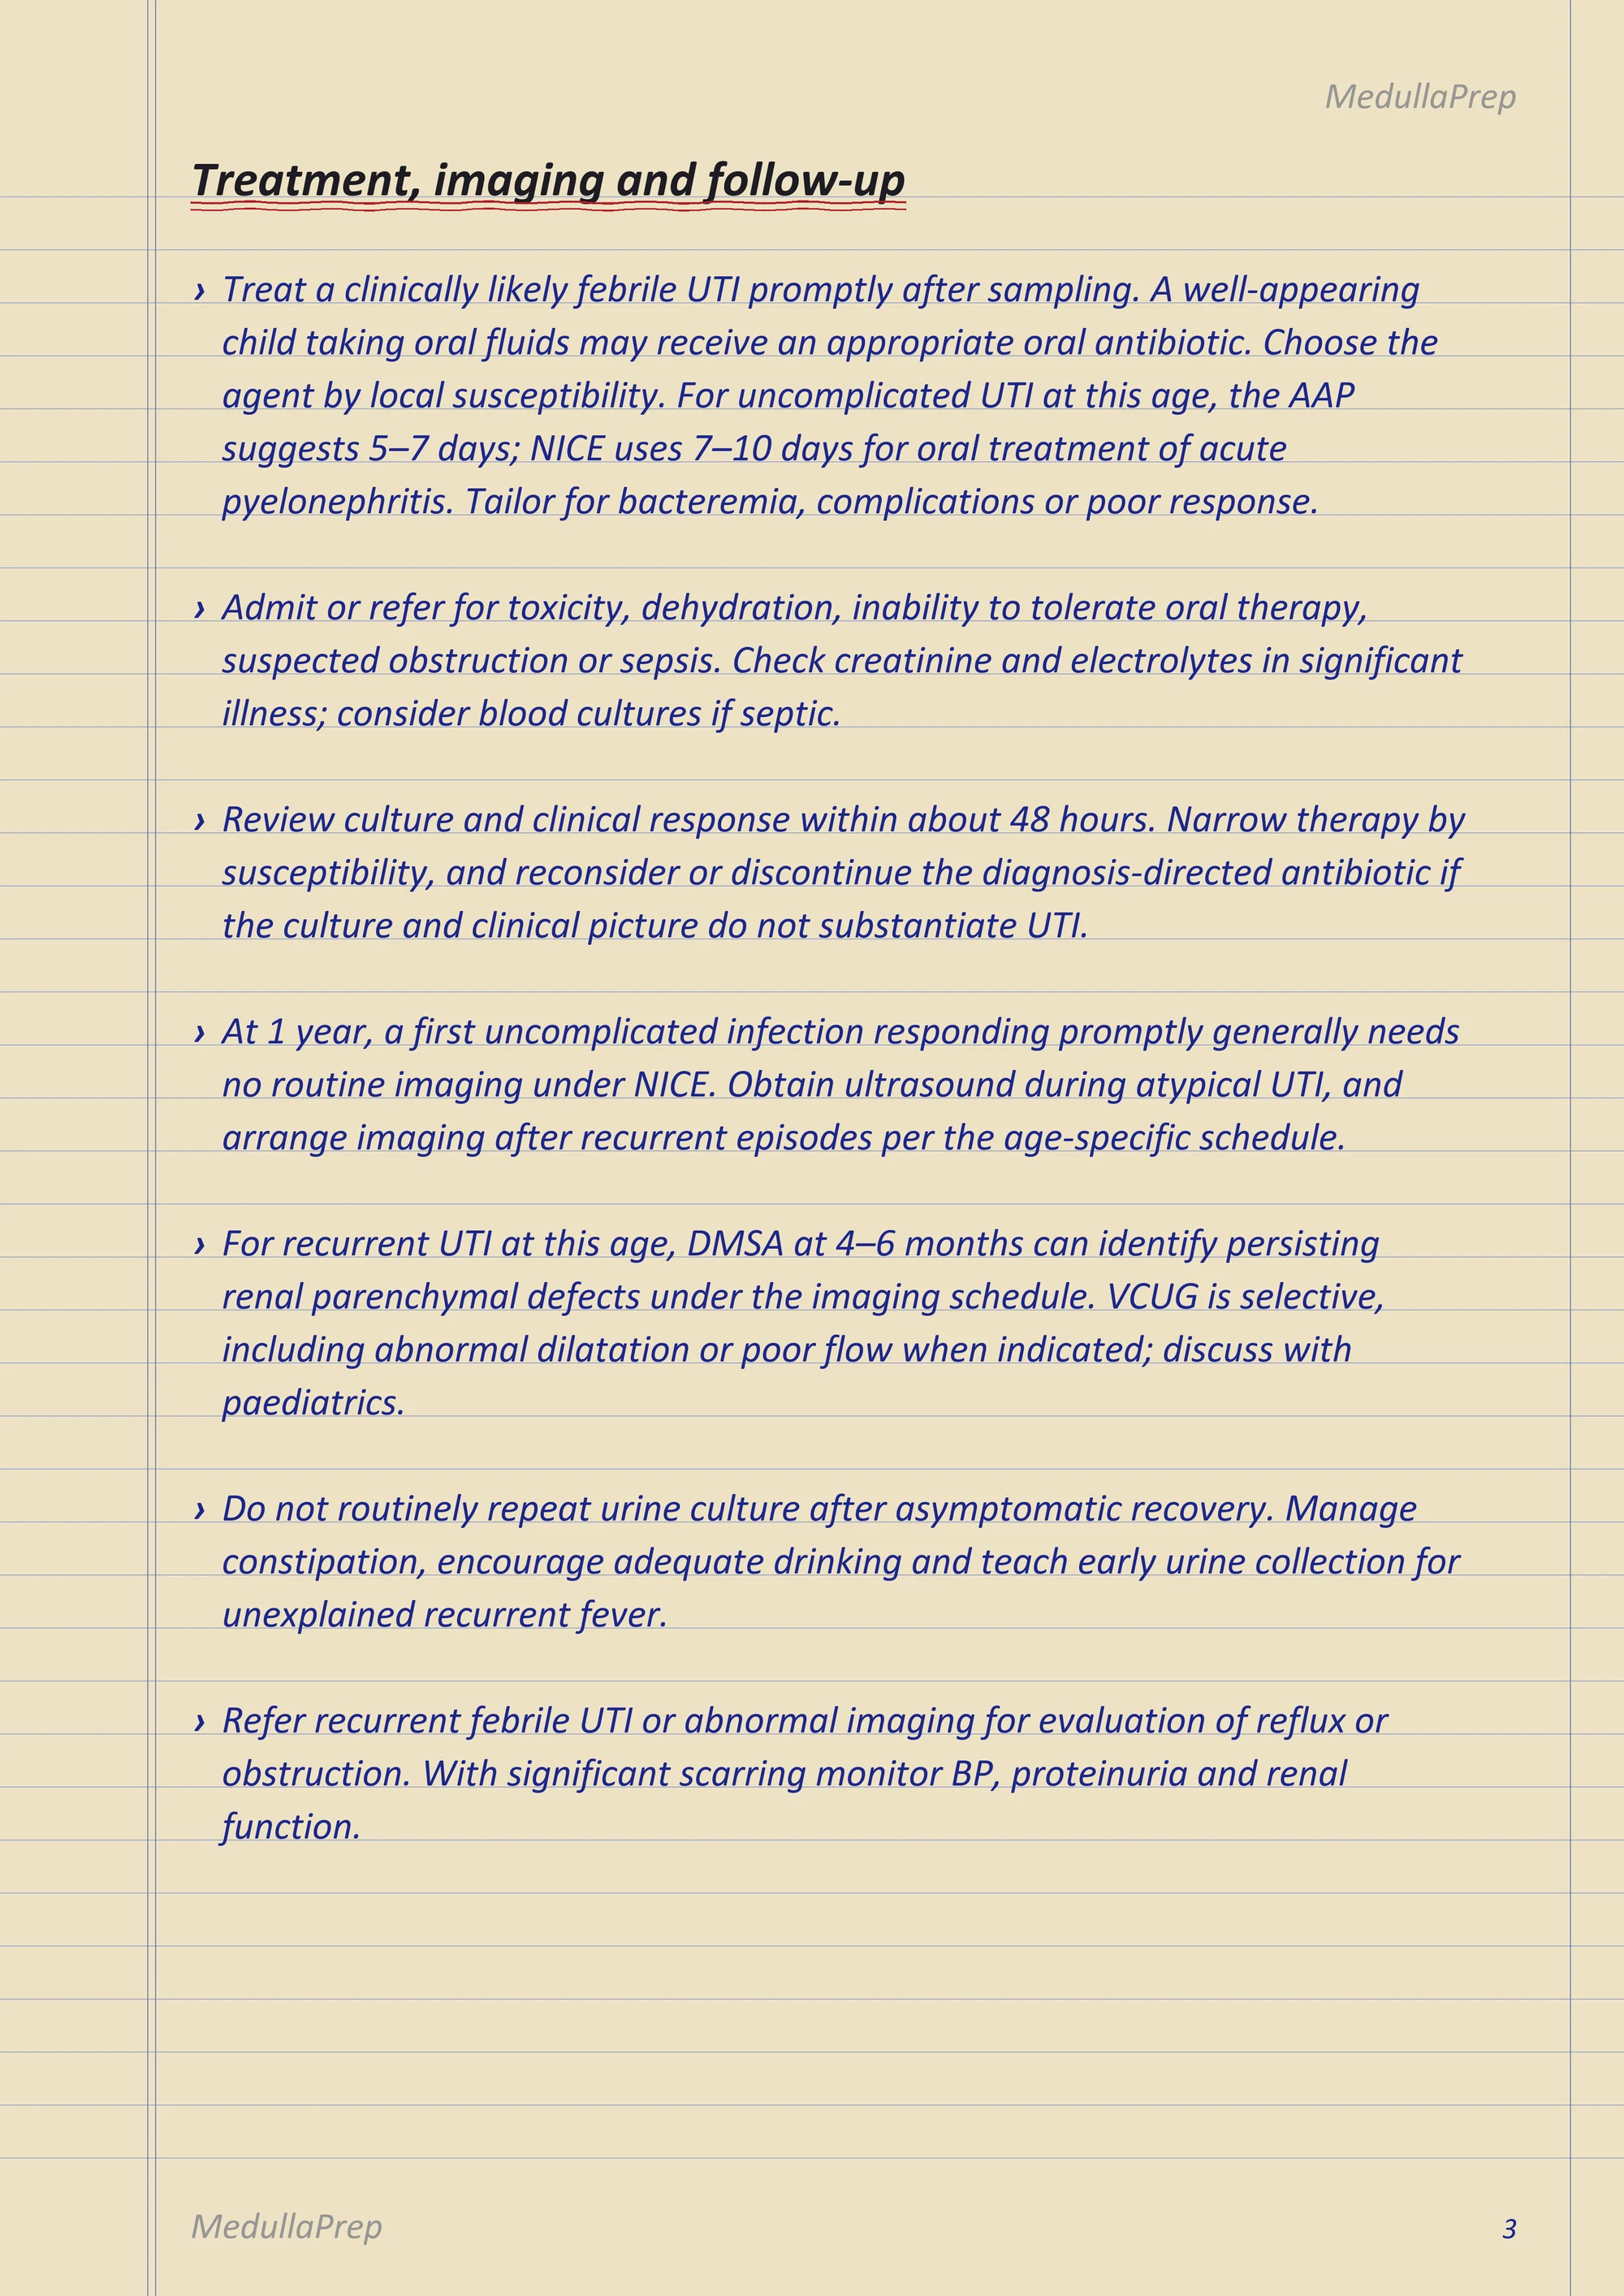 MedullaPrep
Treatment, imaging and follow-up
› Treat a clinically likely febrile UTI promptly after sampling. A well-appearing
child taking oral fluids may receive an appropriate oral antibiotic. Choose the
agent by local susceptibility. For uncomplicated UTI at this age, the AAP
suggests 5–7 days; NICE uses 7–10 days for oral treatment of acute
pyelonephritis. Tailor for bacteremia, complications or poor response.
› Admit or refer for toxicity, dehydration, inability to tolerate oral therapy,
suspected obstruction or sepsis. Check creatinine and electrolytes in significant
illness; consider blood cultures if septic.
› Review culture and clinical response within about 48 hours. Narrow therapy by
susceptibility, and reconsider or discontinue the diagnosis-directed antibiotic if
the culture and clinical picture do not substantiate UTI.
› At 1 year, a first uncomplicated infection responding promptly generally needs
no routine imaging under NICE. Obtain ultrasound during atypical UTI, and
arrange imaging after recurrent episodes per the age-specific schedule.
› For recurrent UTI at this age, DMSA at 4–6 months can identify persisting
renal parenchymal defects under the imaging schedule. VCUG is selective,
including abnormal dilatation or poor flow when indicated; discuss with
paediatrics.
› Do not routinely repeat urine culture after asymptomatic recovery. Manage
constipation, encourage adequate drinking and teach early urine collection for
unexplained recurrent fever.
› Refer recurrent febrile UTI or abnormal imaging for evaluation of reflux or
obstruction. With significant scarring monitor BP, proteinuria and renal
function.
MedullaPrep
3